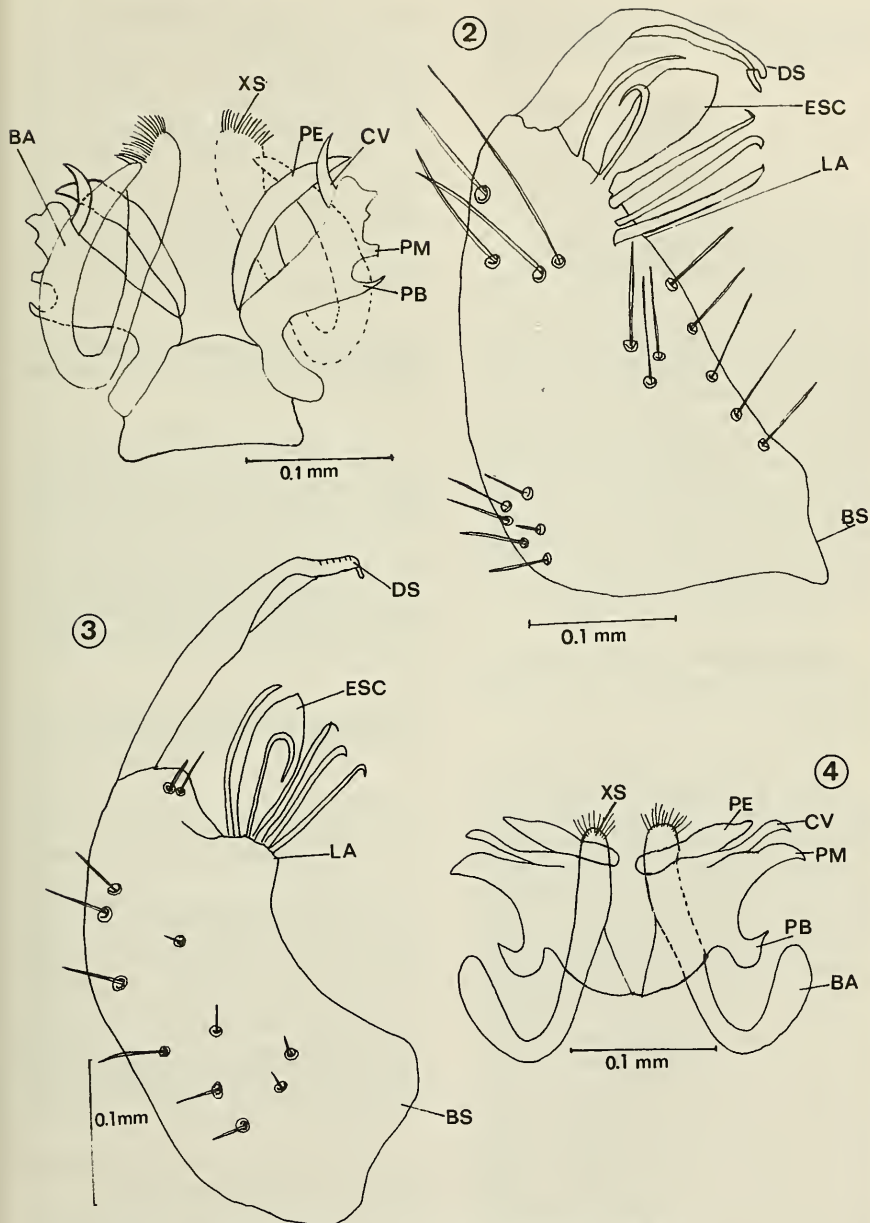 XS
BA
PE
CV
PM
PB
0.1 mm
②
DS
ESC
LA
BS
0.1 mm
③
DS
ESC
LA
BS
0.1mm
④
XS
PE
CV
PM
PB
BA
0.1 mm